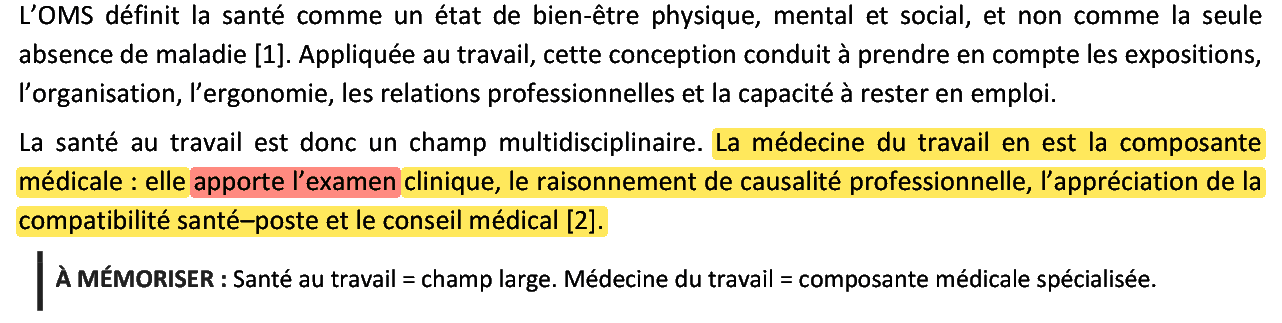 L’OMS définit la santé comme un état de bien-être physique, mental et social, et non comme la seule
absence de maladie [1]. Appliquée au travail, cette conception conduit à prendre en compte les expositions,
l’organisation, l’ergonomie, les relations professionnelles et la capacité à rester en emploi.
La santé au travail est donc un champ multidisciplinaire. La médecine du travail en est la composante
médicale : elle apporte l’examen clinique, le raisonnement de causalité professionnelle, l’appréciation de la
compatibilité santé–poste et le conseil médical [2].
À MÉMORISER : Santé au travail = champ large. Médecine du travail = composante médicale spécialisée.